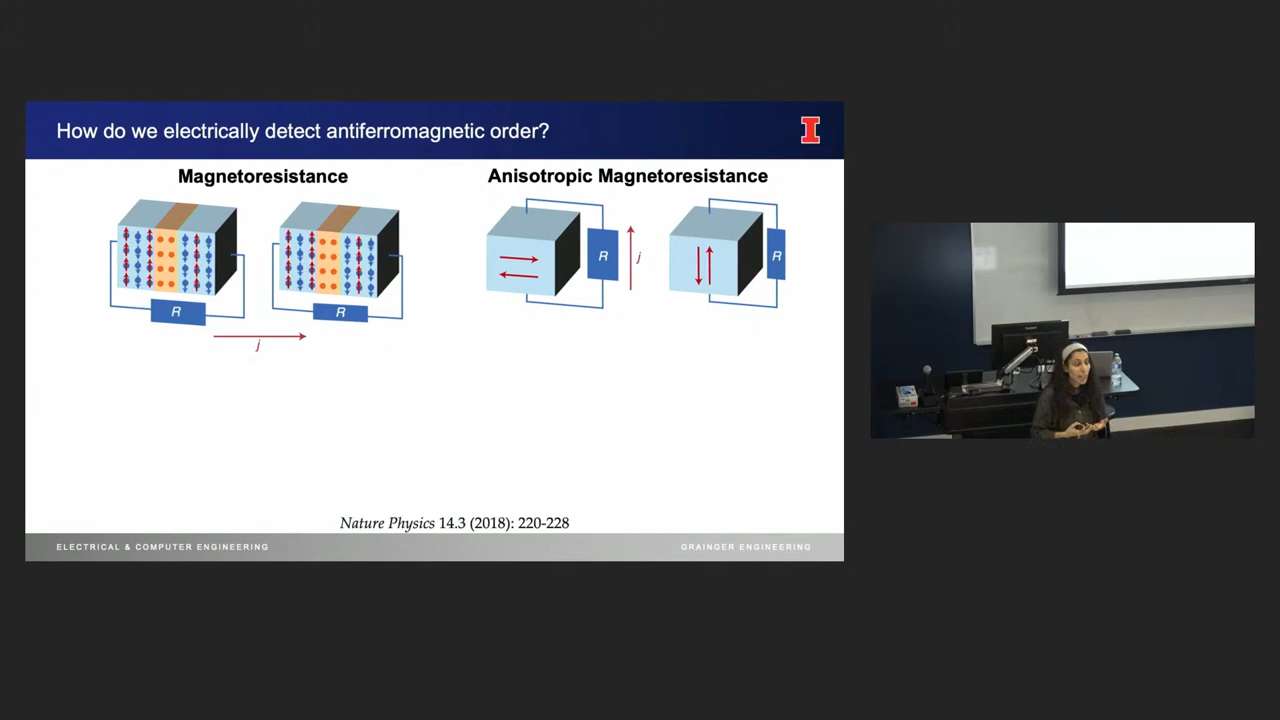 How do we electrically detect antiferromagnetic order?
I
Magnetoresistance
Anisotropic Magnetoresistance
R
R
j
R
j
R
Nature Physics 14.3 (2018): 220-228
ELECTRICAL & COMPUTER ENGINEERING
GRAINGER ENGINEERING